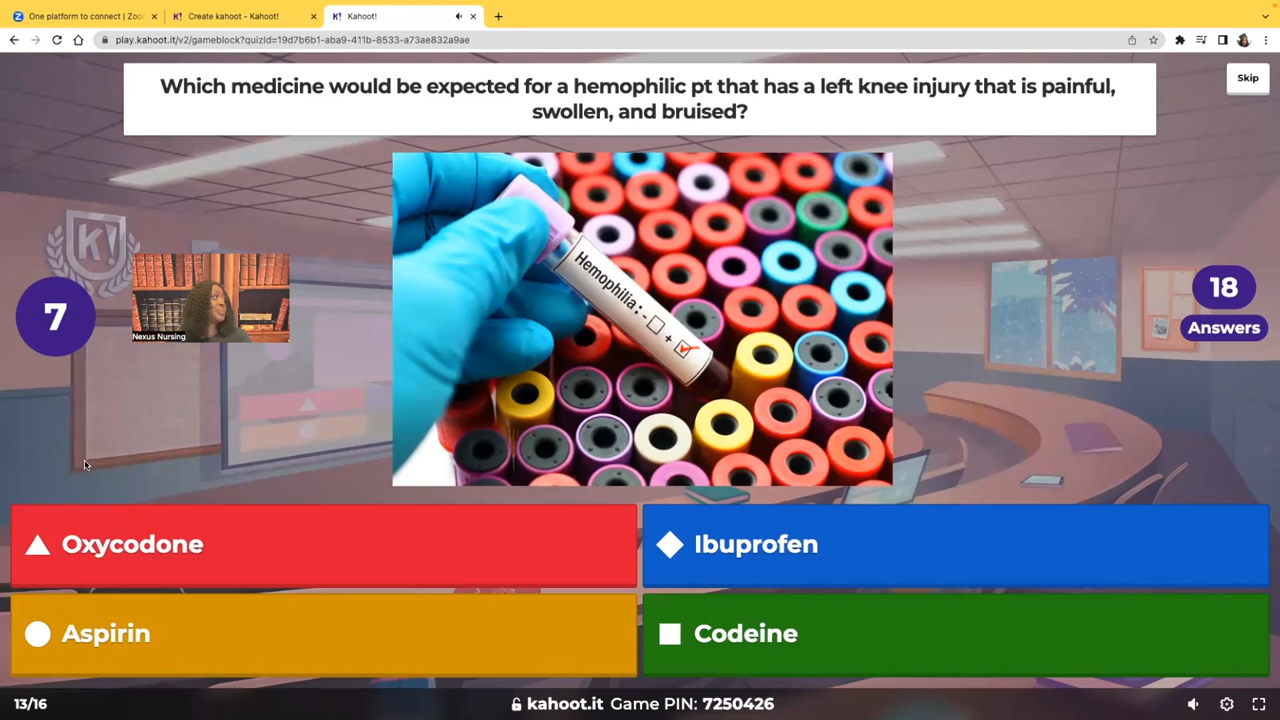 One platform to connect | Zoo
Create kahoot - Kahoot!
Kahoot!
play.kahoot.it/v2/gameblock?quizId=19d7b6b1-aba9-411b-8533-a73ae832a9ae
Which medicine would be expected for a hemophilic pt that has a left knee injury that is painful,
swollen, and bruised?
Skip
K!
Hemophilia: -
+
7
Nexus Nursing
18
Answers
Oxycodone
Ibuprofen
Aspirin
Codeine
13/16
kahoot.it Game PIN: 7250426